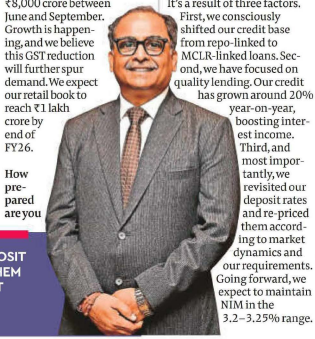 ₹8,000 crore between
June and September.
Growth is happen-
ing, and we believe
this GST reduction
will further spur
demand. We expect
our retail book to
reach ₹1 lakh
crore by
end of
FY26.
How
pre-
pared
are you
OSIT
HEM
T
It's a result of three factors.
First, we consciously
shifted our credit base
from repo-linked to
MCLR-linked loans. Sec-
ond, we have focused on
quality lending. Our credit
has grown around 20%
year-on-year,
boosting inter-
est income.
Third, and
most impor-
tantly, we
revisited our
deposit rates
and re-priced
them accord-
ing to market
dynamics and
our requirements.
Going forward, we
expect to maintain
NIM in the
3.2–3.25% range.